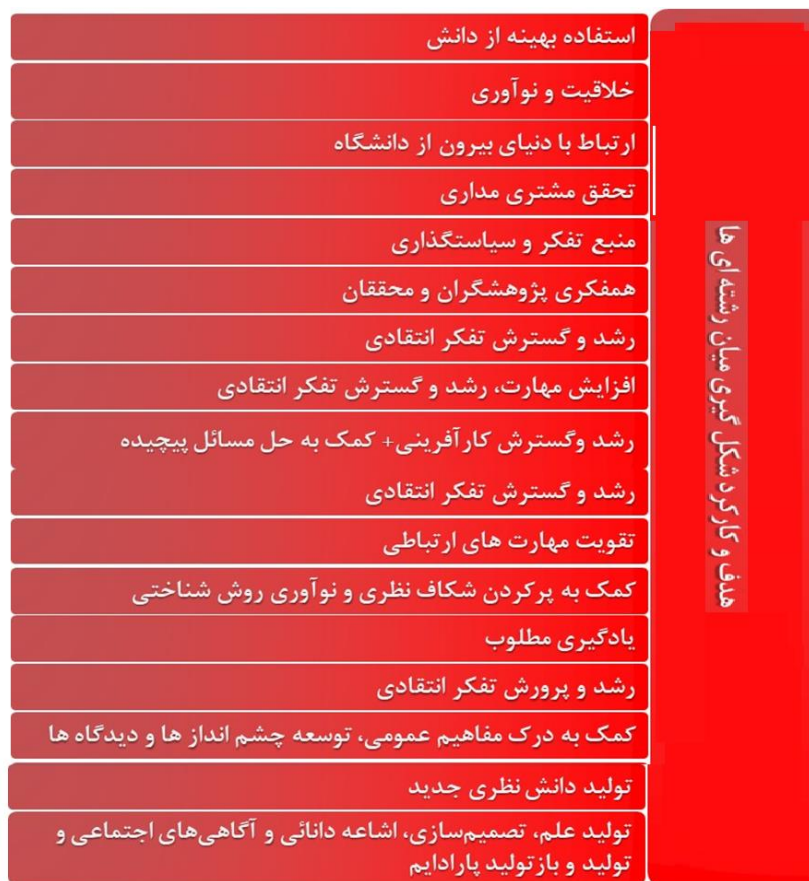 هدف و کارکرد شکل گیری میان رشته ای ها
استفاده بهینه از دانش
خلاقیت و نوآوری
ارتباط با دنیای بیرون از دانشگاه
تحقق مشتری مداری
منبع تفکر و سیاستگذاری
همفکری پژوهشگران و محققان
رشد و گسترش تفکر انتقادی
افزایش مهارت، رشد و گسترش تفکر انتقادی
رشد وگسترش کارآفرینی+ کمک به حل مسائل پیچیده
رشد و گسترش تفکر انتقادی
تقویت مهارت های ارتباطی
کمک به پرکردن شکاف نظری و نوآوری روش شناختی
یادگیری مطلوب
رشد و پرورش تفکر انتقادی
کمک به درک مفاهیم عمومی، توسعه چشم انداز ها و دیدگاه ها
تولید دانش نظری جدید
تولید علم، تصمیم‌سازی، اشاعه دانائی و آگاهی‌های اجتماعی و
تولید و بازتولید پارادایم